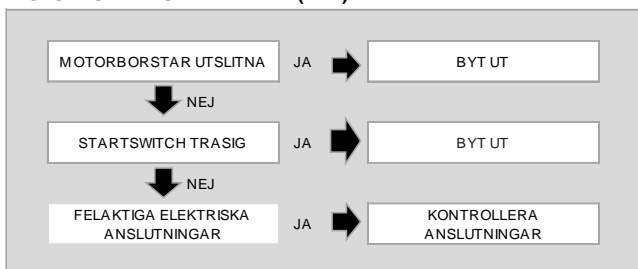 MOTORBORSTAR UTSLITNA JA BYT UT
NEJ
STARTSWITCH TRASIG JA BYT UT
NEJ
FELAKTIGA ELEKTRISKA
ANSLUTNINGAR
JA
KONTROLLERA
ANSLUTNINGAR